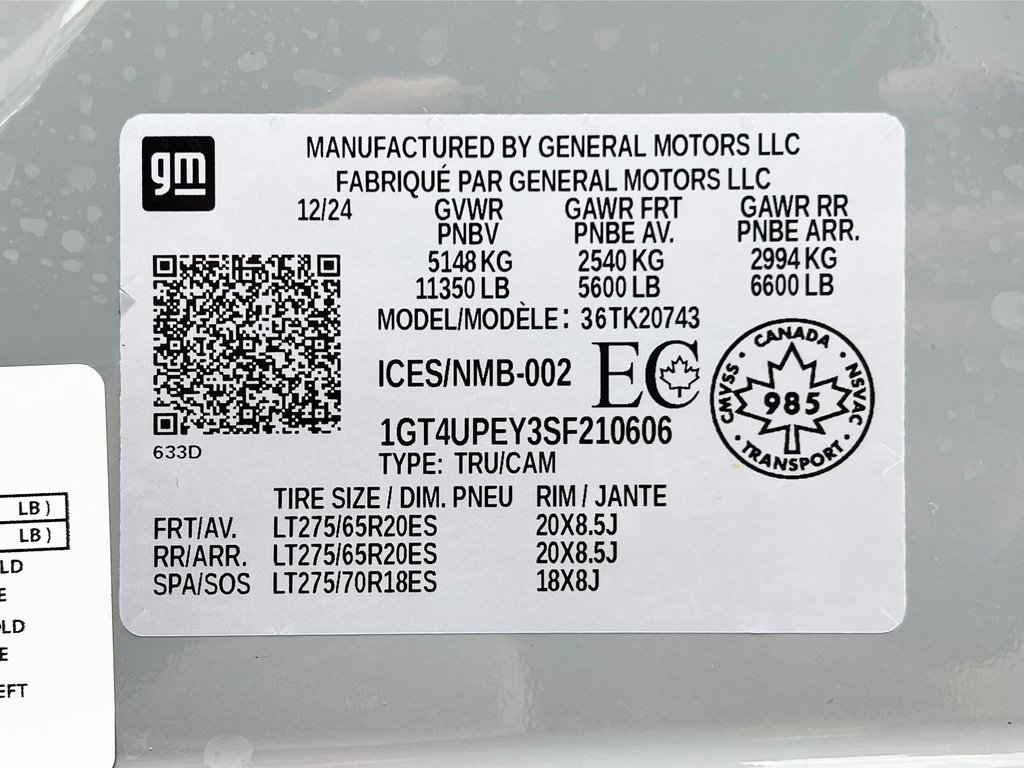 gm
MANUFACTURED BY GENERAL MOTORS LLC
FABRIQUÉ PAR GENERAL MOTORS LLC
12/24 GVWR GAWR FRT GAWR RR
PNBV PNBE AV. PNBE ARR.
5148 KG 2540 KG 2994 KG
11350 LB 5600 LB 6600 LB
MODEL/MODÈLE: 36TK20743
ICES/NMB-002 EC
CANADA
CMVSS 985 NSVAC
TRANSPORT
1GT4UPEY3SF210606
633D
TYPE: TRU/CAM
TIRE SIZE / DIM. PNEU RIM / JANTE
FRT/AV. LT275/65R20ES 20X8.5J
RR/ARR. LT275/65R20ES 20X8.5J
SPA/SOS LT275/70R18ES 18X8J
LB )
LB )
LD
E
LD
E
EFT